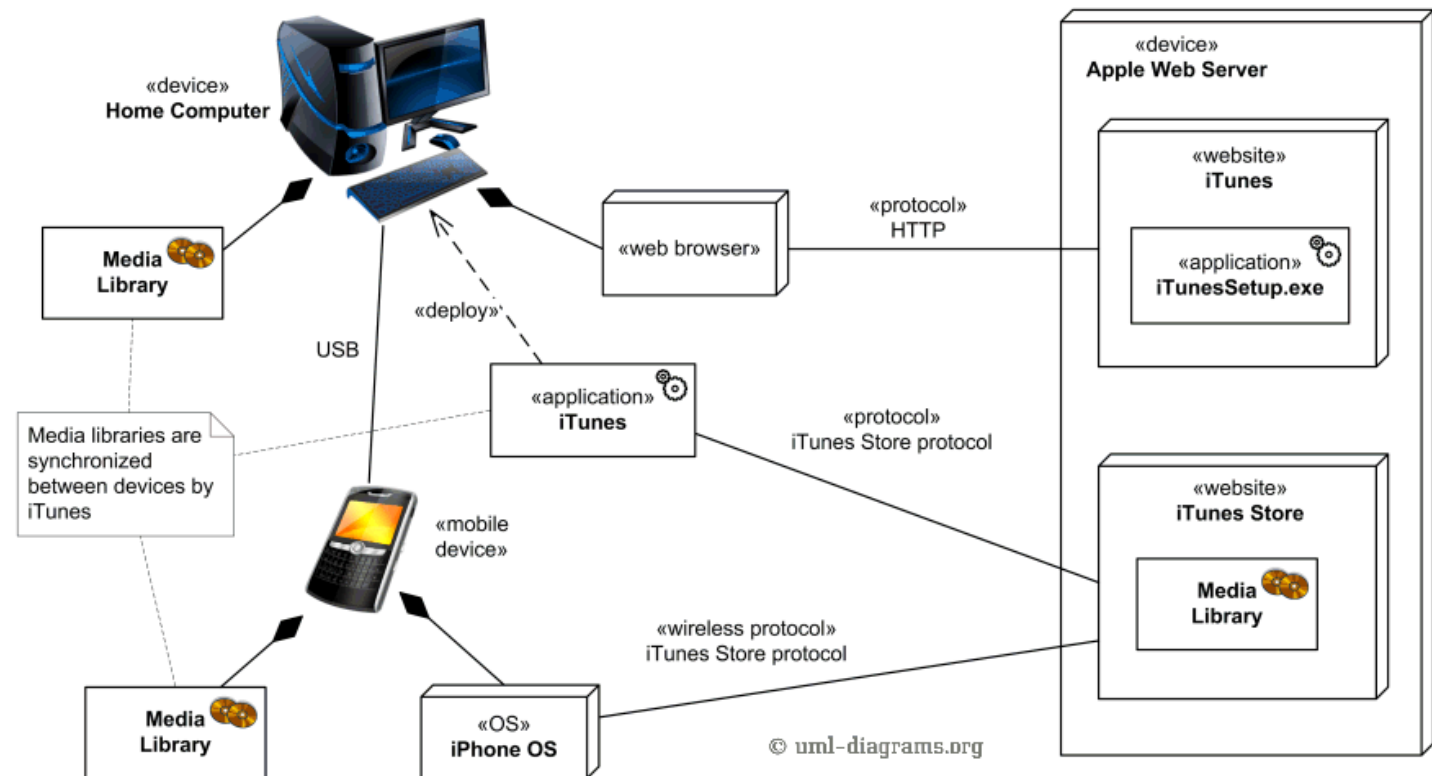 «device»
Home Computer
«device»
Apple Web Server
«website»
iTunes
«application»
iTunesSetup.exe
«protocol»
HTTP
«web browser»
Media
Library
«deploy»
USB
«application»
iTunes
«protocol»
iTunes Store protocol
Media libraries are
synchronized
between devices by
iTunes
«mobile
device»
«website»
iTunes Store
Media
Library
«wireless protocol»
iTunes Store protocol
Media
Library
«OS»
iPhone OS
© uml-diagrams.org